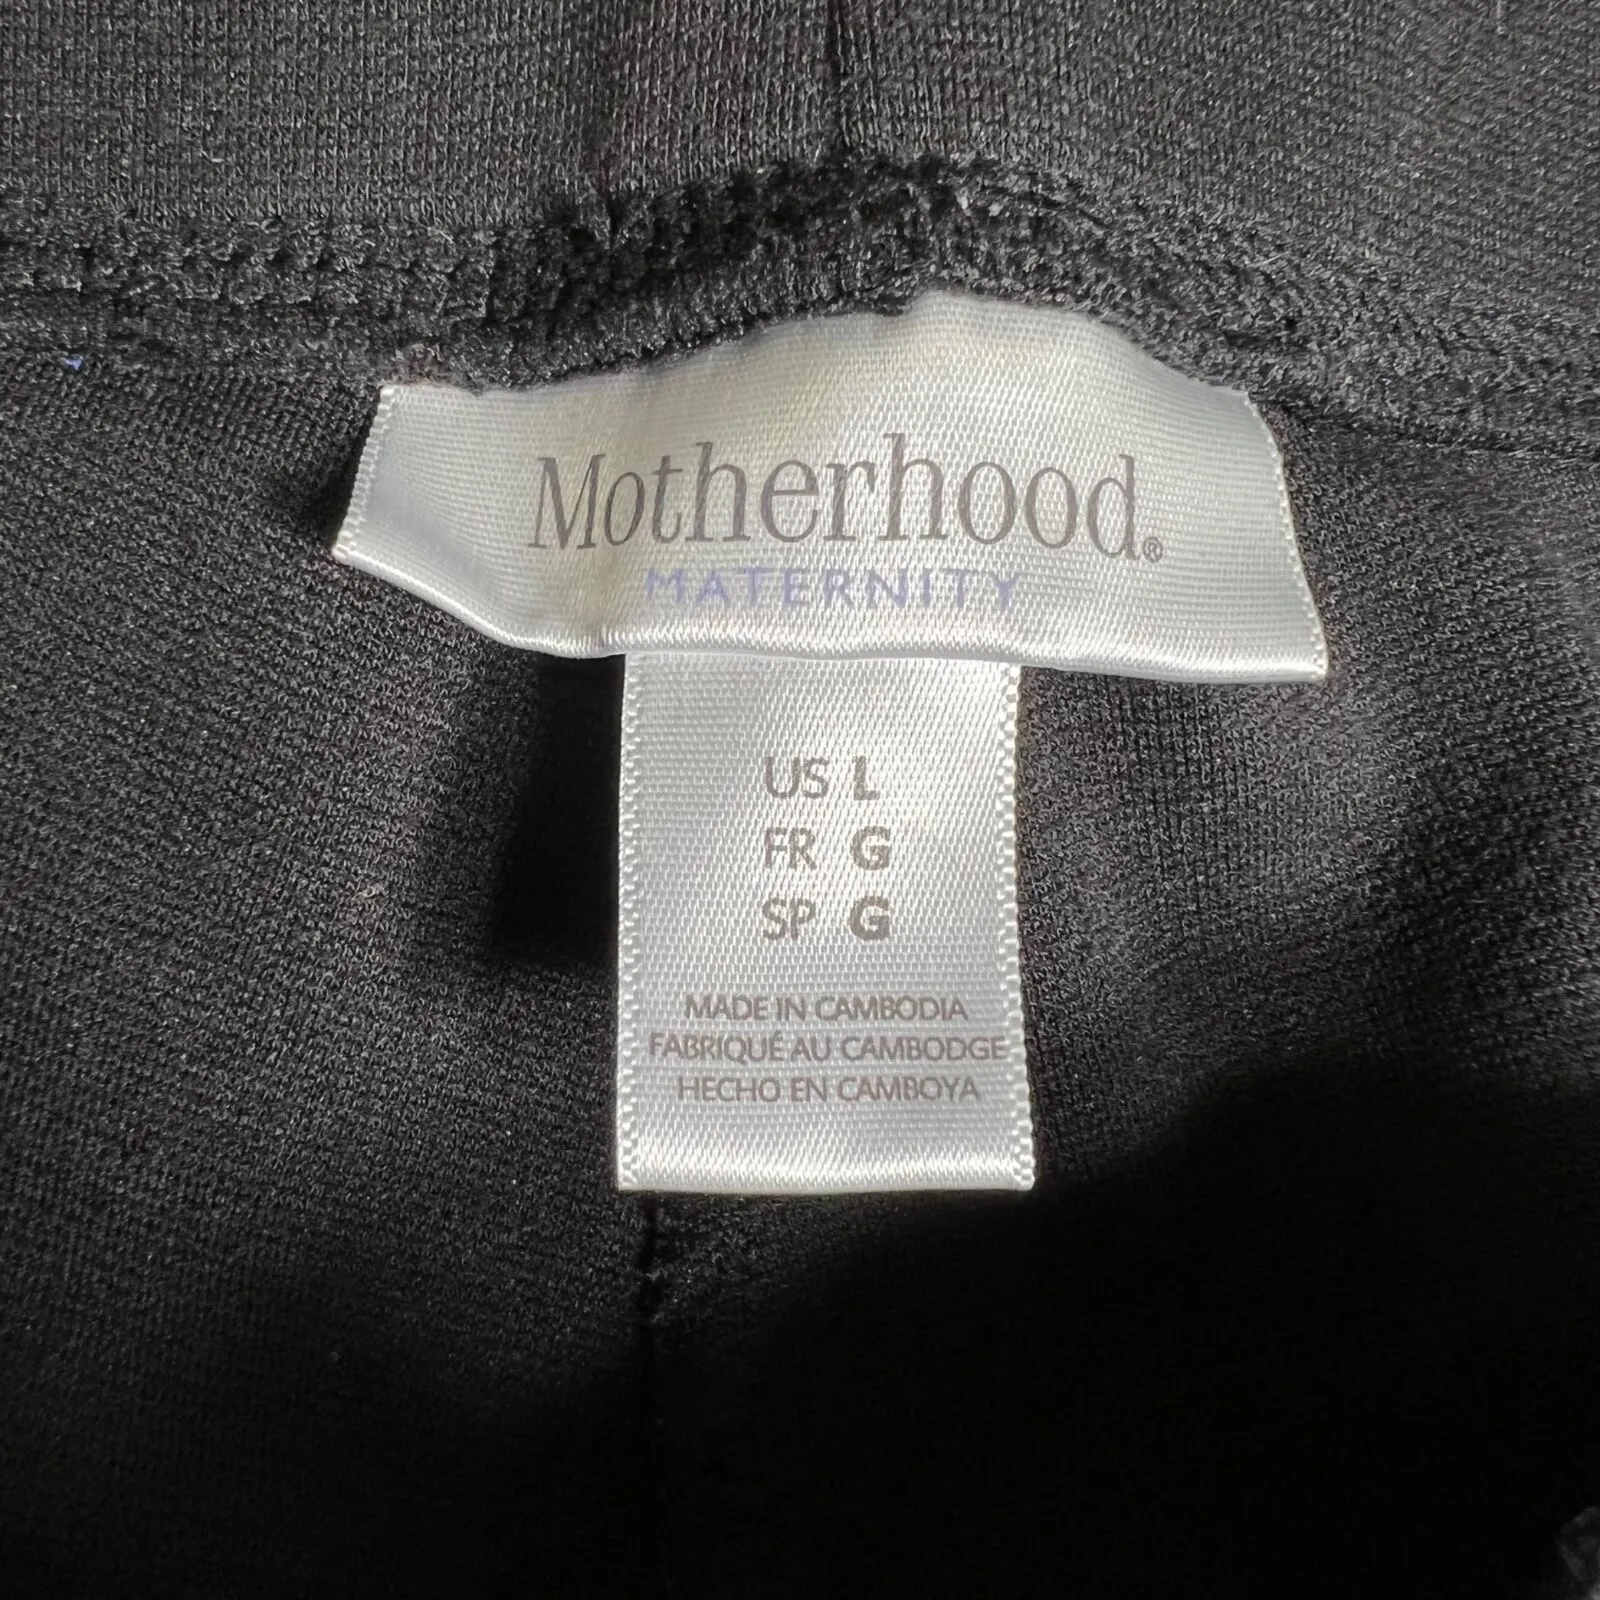 Motherhood®
MATERNITY
US L
FR G
SP G
MADE IN CAMBODIA
FABRIQUÉ AU CAMBODGE
HECHO EN CAMBOYA